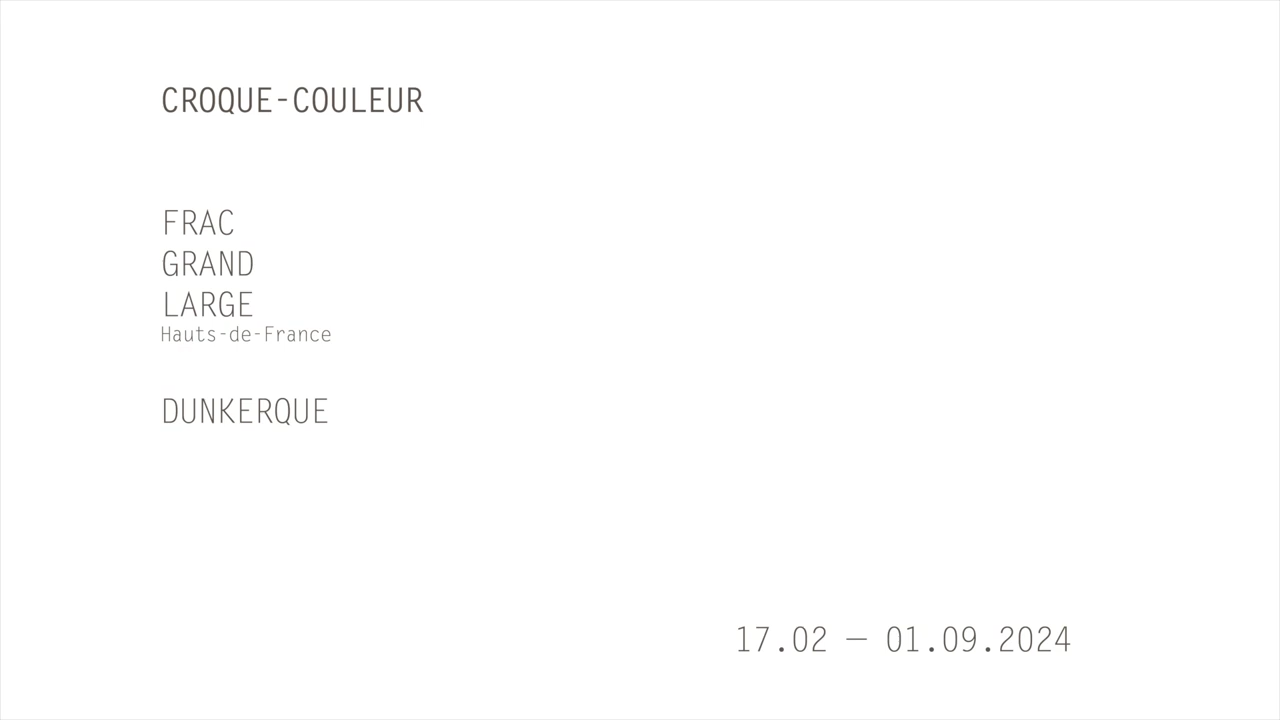 CROQUE-COULEUR
FRAC
GRAND
LARGE
Hauts-de-France
DUNKERQUE
17.02 — 01.09.2024